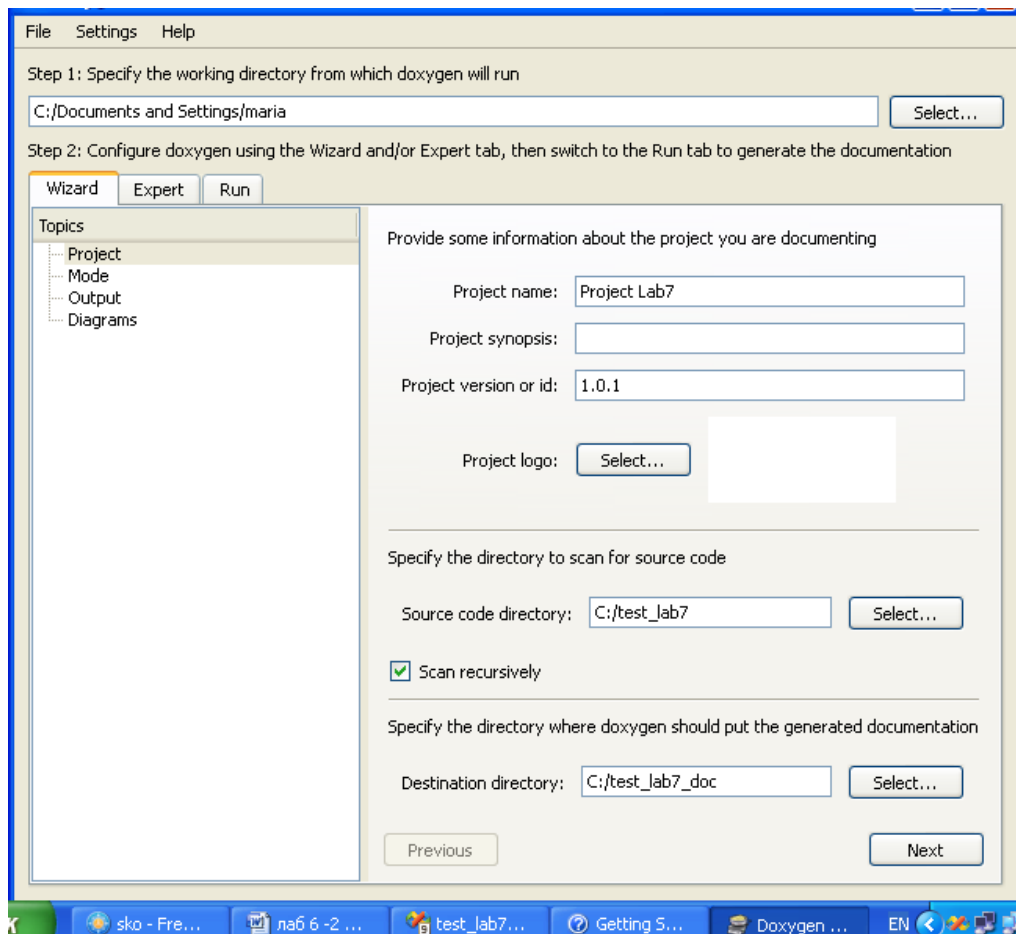 File Settings Help
Step 1: Specify the working directory from which doxygen will run
C:/Documents and Settings/maria Select...
Step 2: Configure doxygen using the Wizard and/or Expert tab, then switch to the Run tab to generate the documentation
Wizard Expert Run
Topics
Project
Mode
Output
Diagrams
Provide some information about the project you are documenting
Project name: Project Lab7
Project synopsis:
Project version or id: 1.0.1
Project logo: Select...
Specify the directory to scan for source code
Source code directory: C:/test_lab7 Select...
Scan recursively
Specify the directory where doxygen should put the generated documentation
Destination directory: C:/test_lab7_doc Select...
Previous Next
sko - Fre... лаб 6 -2 ... test_lab7... Getting S... Doxygen ... EN